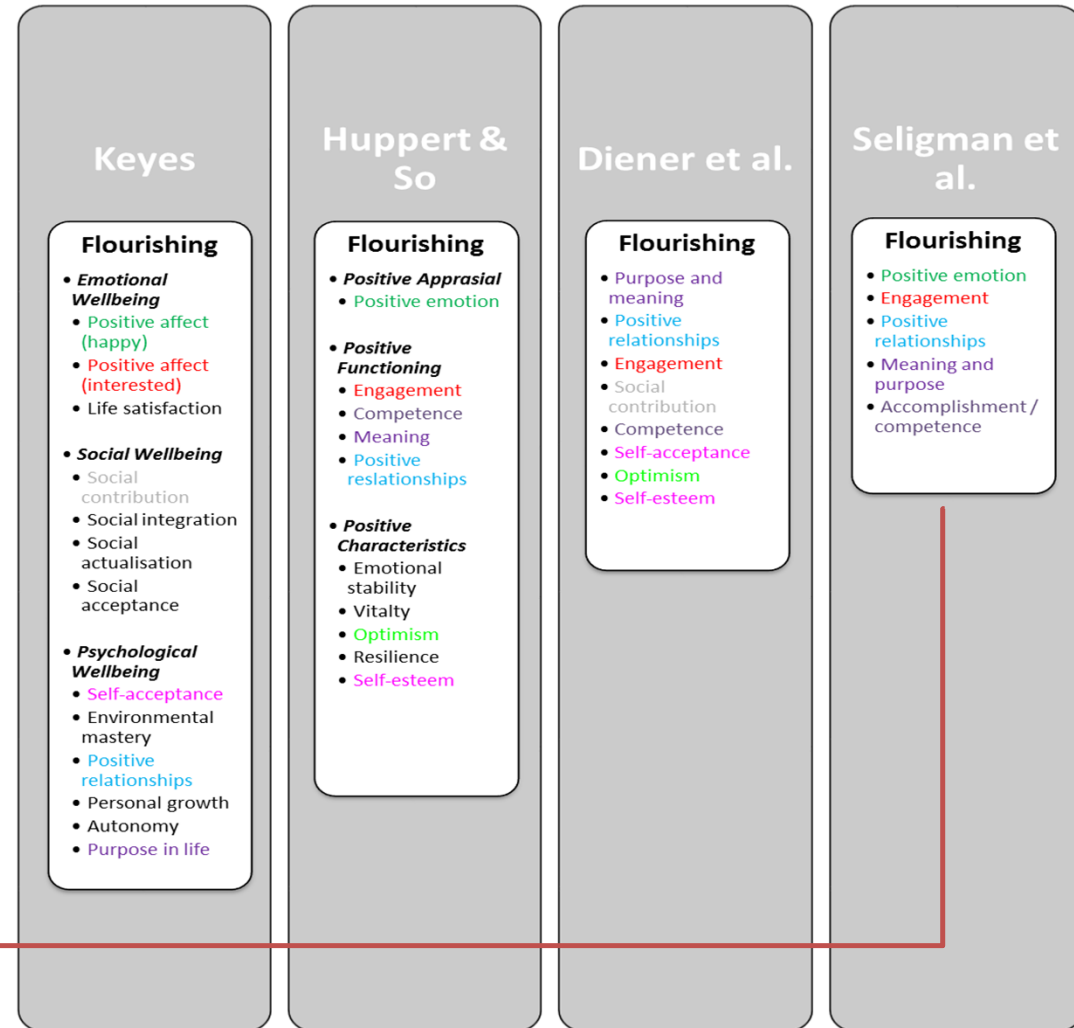 Keyes
Flourishing
• Emotional
Wellbeing
• Positive affect
(happy)
• Positive affect
(interested)
• Life satisfaction
• Social Wellbeing
• Social
contribution
• Social integration
• Social
actualisation
• Social
acceptance
• Psychological
Wellbeing
• Self-acceptance
• Environmental
mastery
• Positive
relationships
• Personal growth
• Autonomy
• Purpose in life
Huppert &
So
Flourishing
• Positive Apprasial
• Positive emotion
• Positive
Functioning
• Engagement
• Competence
• Meaning
• Positive
reslationships
• Positive
Characteristics
• Emotional
stability
• Vitalty
• Optimism
• Resilience
• Self-esteem
Diener et al.
Flourishing
• Purpose and
meaning
• Positive
relationships
• Engagement
• Social
contribution
• Competence
• Self-acceptance
• Optimism
• Self-esteem
Seligman et
al.
Flourishing
• Positive emotion
• Engagement
• Positive
relationships
• Meaning and
purpose
• Accomplishment /
competence